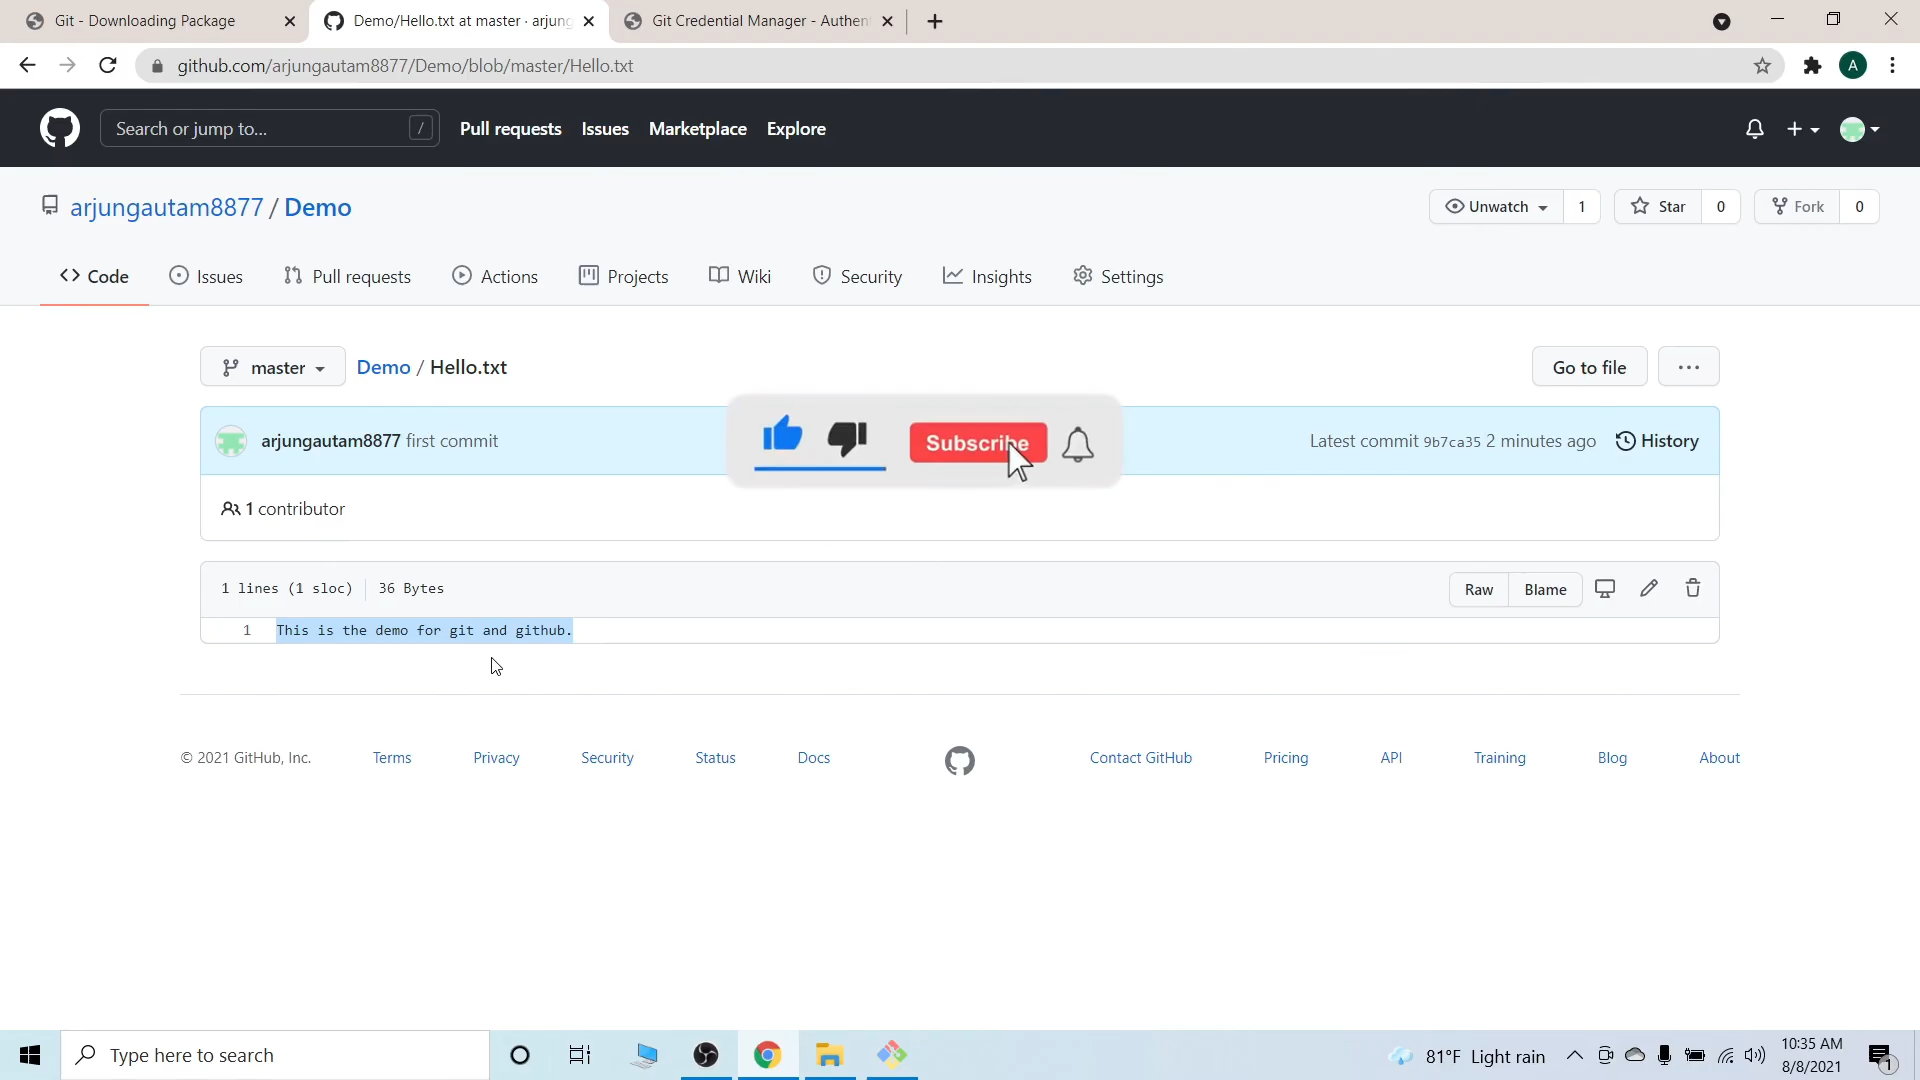 Git - Downloading Package
Demo/Hello.txt at master · arjung
Git Credential Manager - Authen
github.com/arjungautam8877/Demo/blob/master/Hello.txt
A
Search or jump to...
/
Pull requests
Issues
Marketplace
Explore
arjungautam8877 / Demo
Unwatch
1
Star
0
Fork
0
Code
Issues
Pull requests
Actions
Projects
Wiki
Security
Insights
Settings
master
Demo / Hello.txt
Go to file
arjungautam8877 first commit
Subscribe
Latest commit 9b7ca35 2 minutes ago
History
1 contributor
1 lines (1 sloc)
36 Bytes
Raw
Blame
1 This is the demo for git and github.
© 2021 GitHub, Inc.
Terms
Privacy
Security
Status
Docs
Contact GitHub
Pricing
API
Training
Blog
About
Type here to search
81°F Light rain
10:35 AM
8/8/2021
1